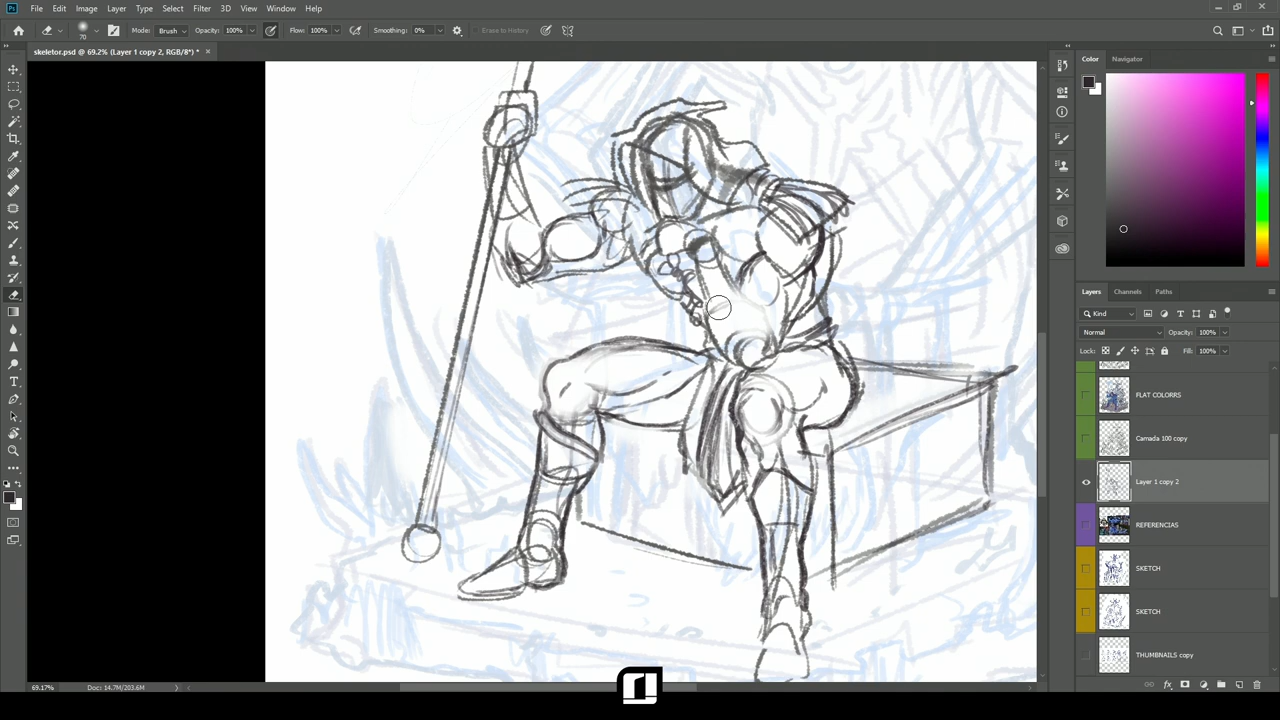 Ps File Edit Image Layer Type Select Filter 3D View Window Help
70 Mode: Brush Opacity: 100% Flow: 100% Smoothing: 0% Erase to History
skeletor.psd @ 69.2% (Layer 1 copy 2, RGB/8*) * ×
Color Navigator
Layers Channels Paths
Kind
Normal Opacity: 100%
Lock: Fill: 100%
FLAT COLORRS
Camada 100 copy
Layer 1 copy 2
REFERENCIAS
SKETCH
SKETCH
THUMBNAILS copy
69.17% Doc: 14.7M/203.6M